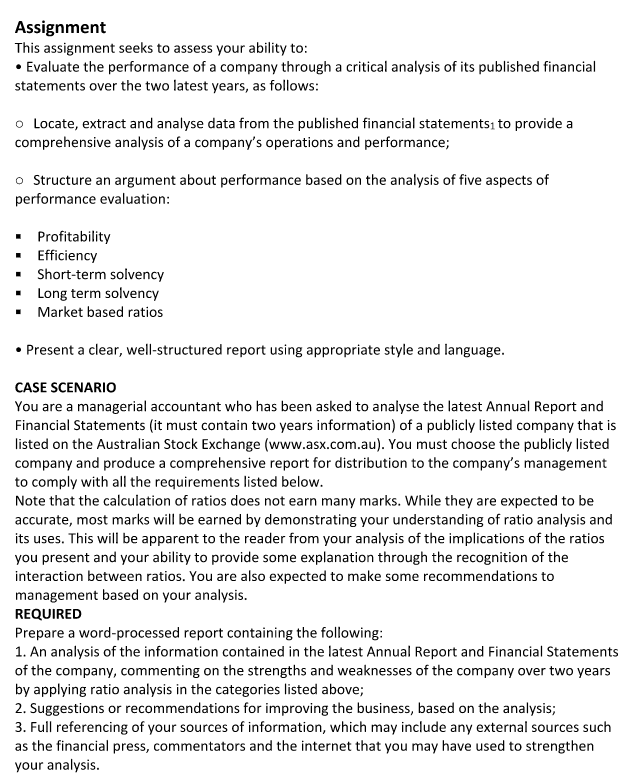 Assignment
This assignment seeks to assess your ability to:
• Evaluate the performance of a company through a critical analysis of its published financial
statements over the two latest years, as follows:
○ Locate, extract and analyse data from the published financial statements1 to provide a
comprehensive analysis of a company's operations and performance;
○ Structure an argument about performance based on the analysis of five aspects of
performance evaluation:
▪ Profitability
▪ Efficiency
▪ Short-term solvency
▪ Long term solvency
▪ Market based ratios
• Present a clear, well-structured report using appropriate style and language.
CASE SCENARIO
You are a managerial accountant who has been asked to analyse the latest Annual Report and
Financial Statements (it must contain two years information) of a publicly listed company that is
listed on the Australian Stock Exchange (www.asx.com.au). You must choose the publicly listed
company and produce a comprehensive report for distribution to the company's management
to comply with all the requirements listed below.
Note that the calculation of ratios does not earn many marks. While they are expected to be
accurate, most marks will be earned by demonstrating your understanding of ratio analysis and
its uses. This will be apparent to the reader from your analysis of the implications of the ratios
you present and your ability to provide some explanation through the recognition of the
interaction between ratios. You are also expected to make some recommendations to
management based on your analysis.
REQUIRED
Prepare a word-processed report containing the following:
1. An analysis of the information contained in the latest Annual Report and Financial Statements
of the company, commenting on the strengths and weaknesses of the company over two years
by applying ratio analysis in the categories listed above;
2. Suggestions or recommendations for improving the business, based on the analysis;
3. Full referencing of your sources of information, which may include any external sources such
as the financial press, commentators and the internet that you may have used to strengthen
your analysis.